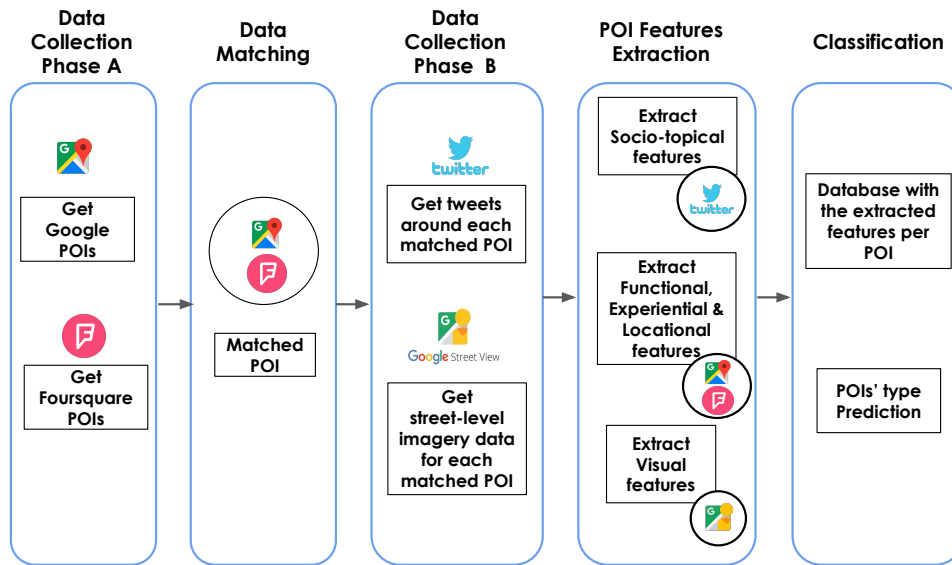 Data
Collection
Phase A
Data
Matching
Data
Collection
Phase B
POI Features
Extraction
Classification
G
Get
Google
POIs
Get
Foursquare
POIs
G
Matched
POI
twitter
Get tweets
around each
matched POI
G
Google Street View
Get
street-level
imagery data
for each
matched POI
Extract
Socio-topical
features
twitter
Extract
Functional,
Experiential &
Locational
features
G
Extract
Visual
features
G
Database with
the extracted
features per
POI
POIs' type
Prediction